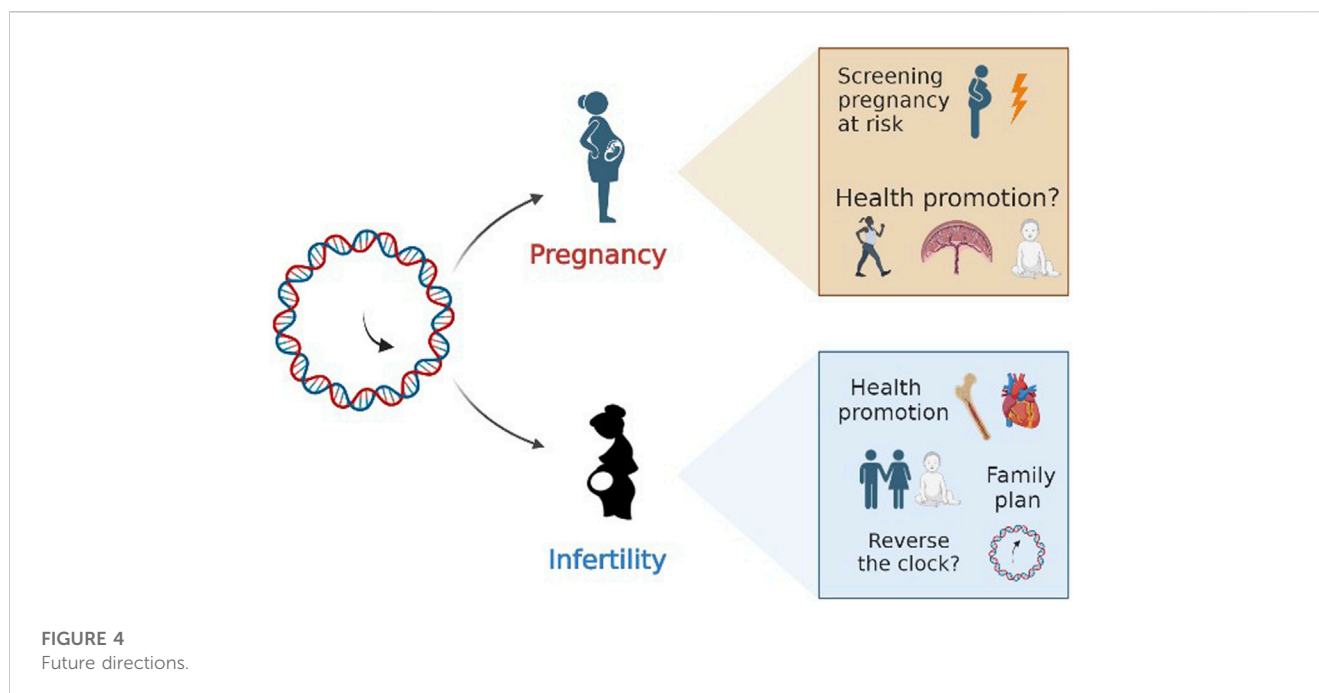 Screening
pregnancy
at risk
Health promotion?
Pregnancy
Health
promotion
Family
plan
Reverse
the clock?
Infertility
FIGURE 4
Future directions.